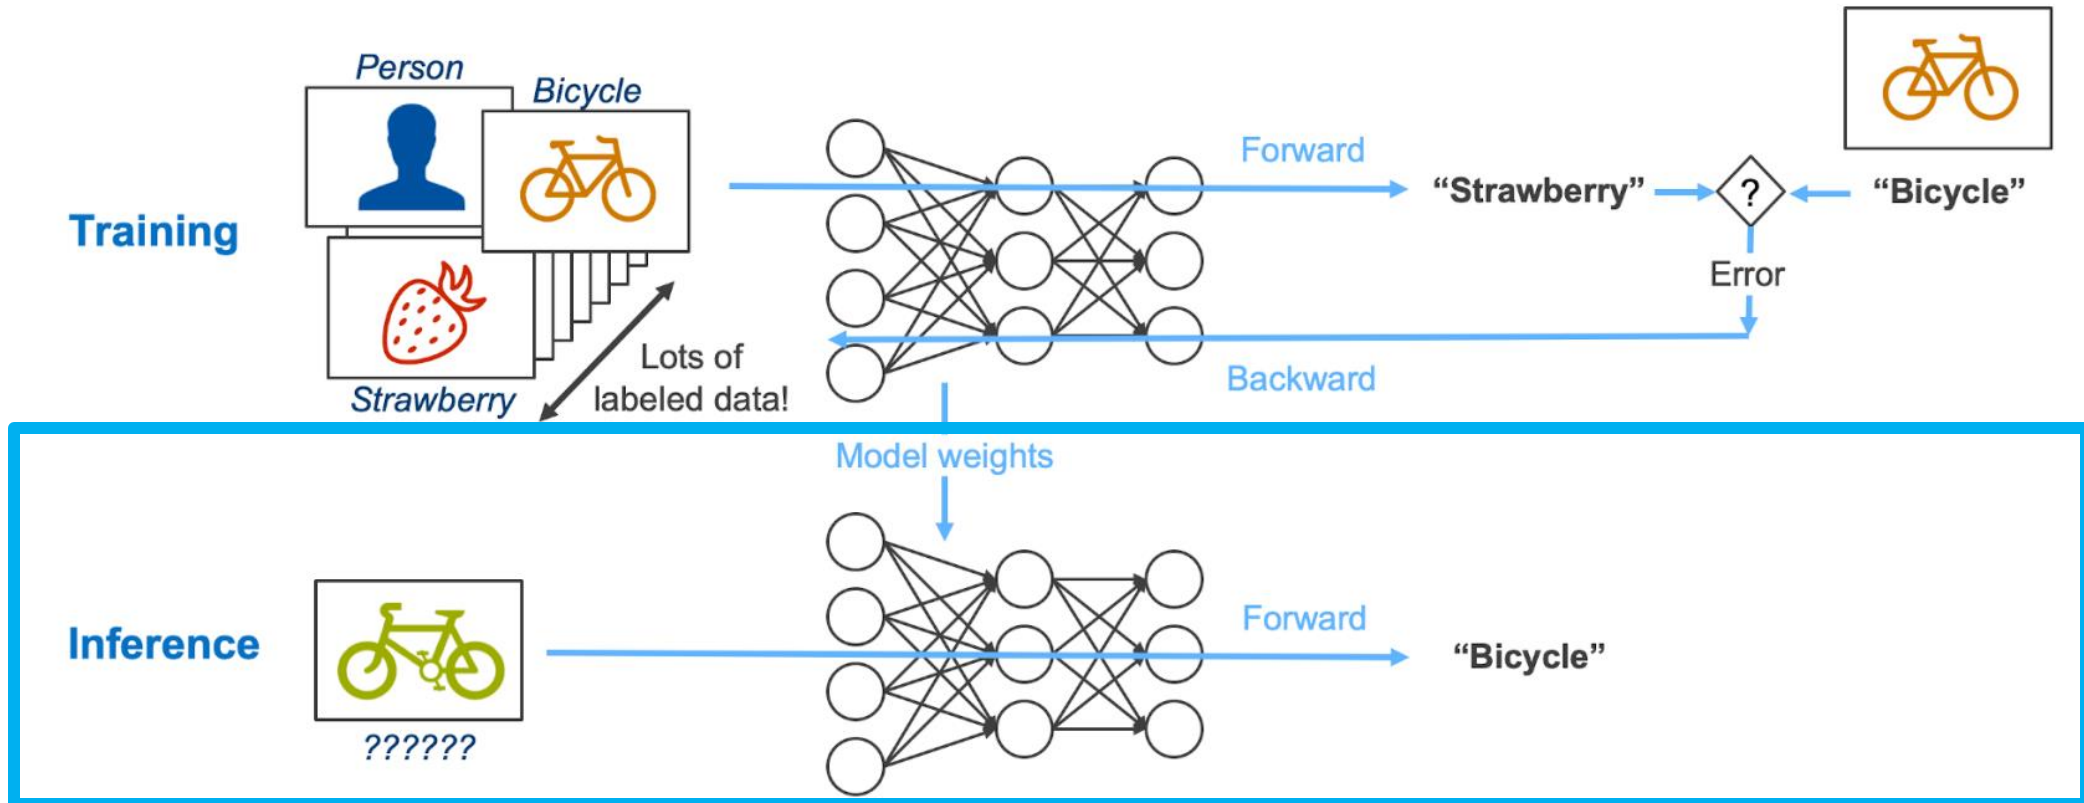 Person
Bicycle
Training
Strawberry
Lots of
labeled data!
Forward
“Strawberry”
?
“Bicycle”
Error
Backward
Model weights
Inference
??????
Forward
“Bicycle”